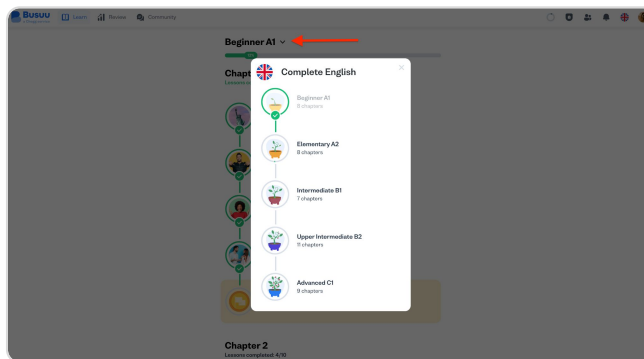 Busuu
Learn
Review
Community
Beginner A1
Complete English
Beginner A1
8 chapters
Elementary A2
8 chapters
Intermediate B1
7 chapters
Upper Intermediate B2
11 chapters
Advanced C1
9 chapters
Chapter 2
Lessons completed: 4/10